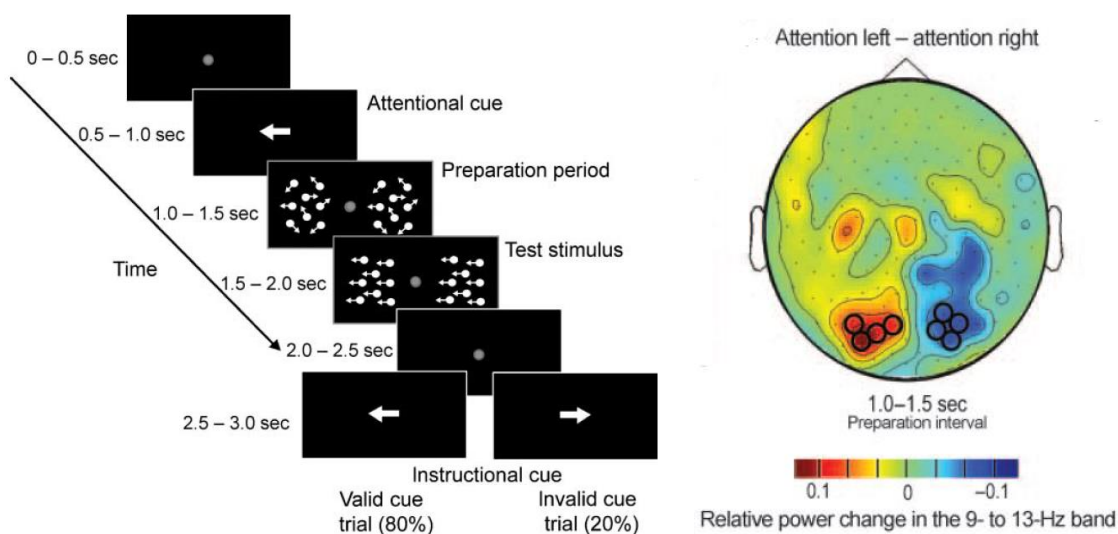 0 – 0.5 sec
Attentional cue
0.5 – 1.0 sec
Preparation period
1.0 – 1.5 sec
Test stimulus
Time
1.5 – 2.0 sec
2.0 – 2.5 sec
2.5 – 3.0 sec
Instructional cue
Valid cue
trial (80%)
Invalid cue
trial (20%)
Attention left – attention right
1.0–1.5 sec
Preparation interval
0.1 0 –0.1
Relative power change in the 9- to 13-Hz band